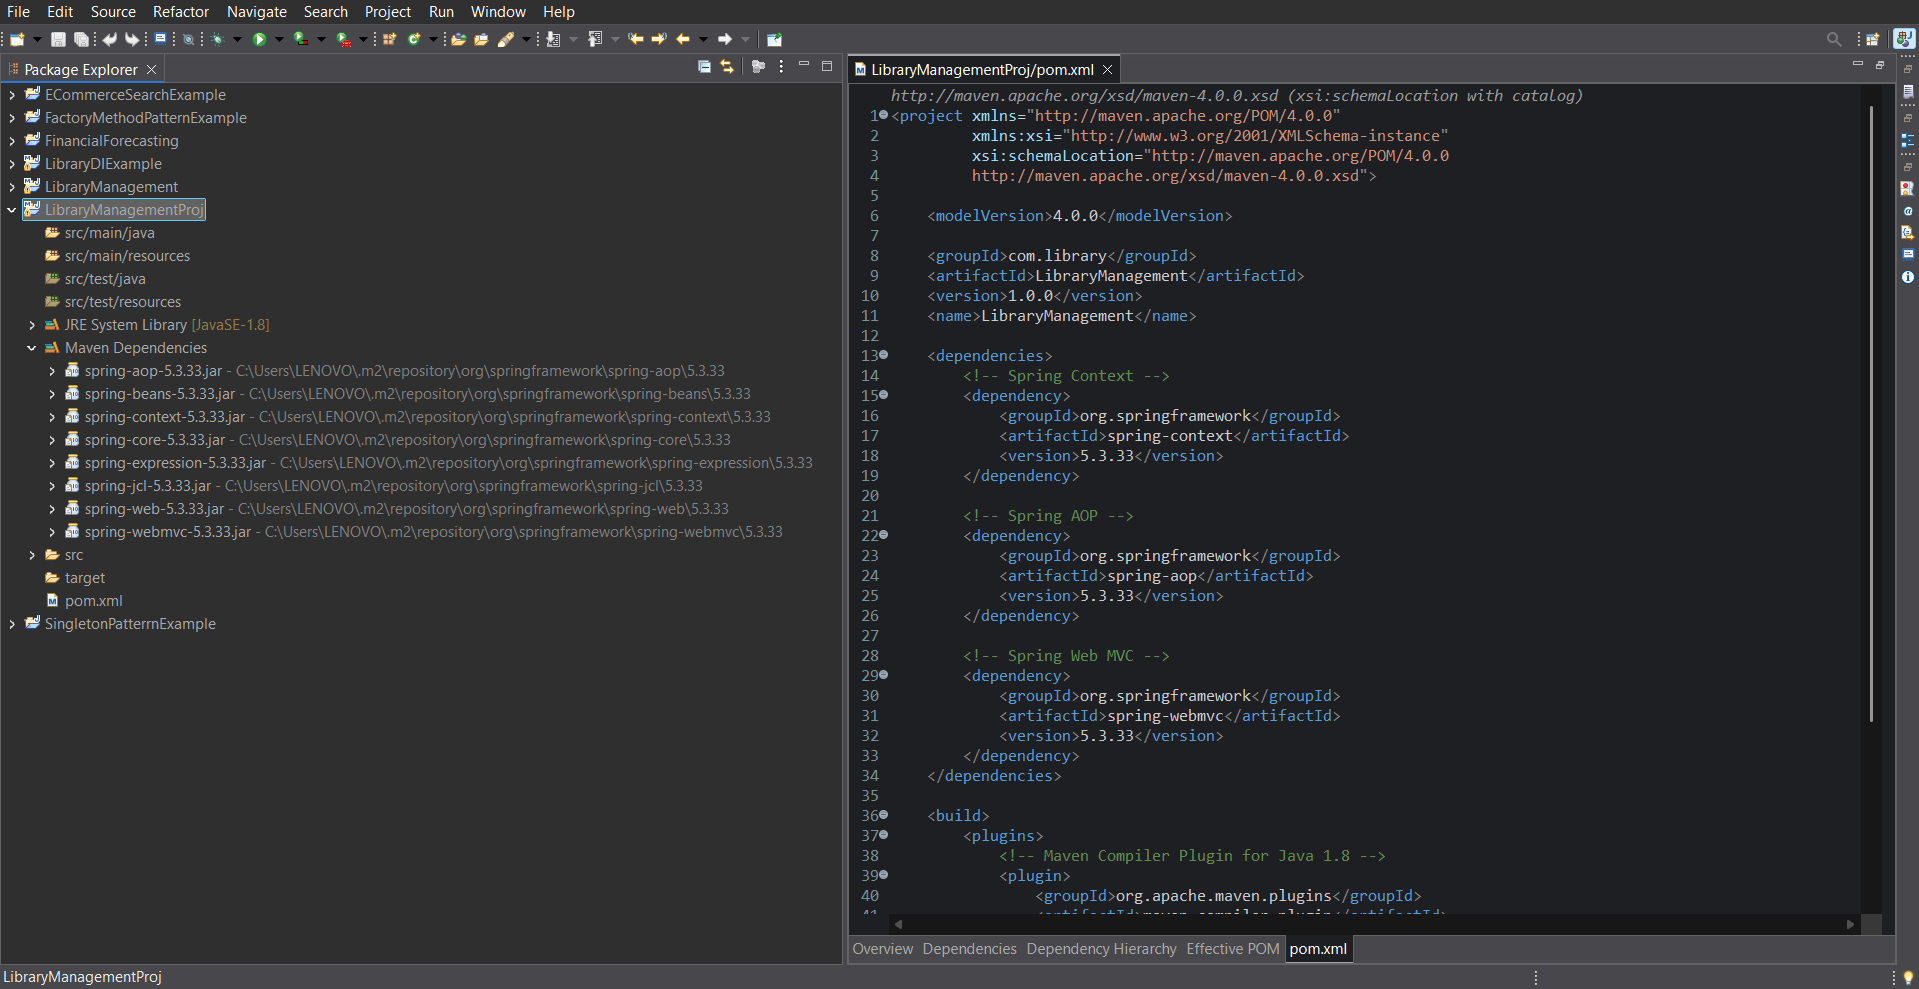 File Edit Source Refactor Navigate Search Project Run Window Help
Package Explorer
ECommerceSearchExample
FactoryMethodPatternExample
FinancialForecasting
LibraryDIExample
LibraryManagement
LibraryManagementProj
src/main/java
src/main/resources
src/test/java
src/test/resources
JRE System Library [JavaSE-1.8]
Maven Dependencies
spring-aop-5.3.33.jar - C:\Users\LENOVO\.m2\repository\org\springframework\spring-aop\5.3.33
spring-beans-5.3.33.jar - C:\Users\LENOVO\.m2\repository\org\springframework\spring-beans\5.3.33
spring-context-5.3.33.jar - C:\Users\LENOVO\.m2\repository\org\springframework\spring-context\5.3.33
spring-core-5.3.33.jar - C:\Users\LENOVO\.m2\repository\org\springframework\spring-core\5.3.33
spring-expression-5.3.33.jar - C:\Users\LENOVO\.m2\repository\org\springframework\spring-expression\5.3.33
spring-jcl-5.3.33.jar - C:\Users\LENOVO\.m2\repository\org\springframework\spring-jcl\5.3.33
spring-web-5.3.33.jar - C:\Users\LENOVO\.m2\repository\org\springframework\spring-web\5.3.33
spring-webmvc-5.3.33.jar - C:\Users\LENOVO\.m2\repository\org\springframework\spring-webmvc\5.3.33
src
target
pom.xml
SingletonPatterrnExample
LibraryManagementProj/pom.xml
http://maven.apache.org/xsd/maven-4.0.0.xsd (xsi:schemaLocation with catalog)
1 <project xmlns="http://maven.apache.org/POM/4.0.0"
2 xmlns:xsi="http://www.w3.org/2001/XMLSchema-instance"
3 xsi:schemaLocation="http://maven.apache.org/POM/4.0.0
4 http://maven.apache.org/xsd/maven-4.0.0.xsd">
5
6 <modelVersion>4.0.0</modelVersion>
7
8 <groupId>com.library</groupId>
9 <artifactId>LibraryManagement</artifactId>
10 <version>1.0.0</version>
11 <name>LibraryManagement</name>
12
13 <dependencies>
14 <!-- Spring Context -->
15 <dependency>
16 <groupId>org.springframework</groupId>
17 <artifactId>spring-context</artifactId>
18 <version>5.3.33</version>
19 </dependency>
20
21 <!-- Spring AOP -->
22 <dependency>
23 <groupId>org.springframework</groupId>
24 <artifactId>spring-aop</artifactId>
25 <version>5.3.33</version>
26 </dependency>
27
28 <!-- Spring Web MVC -->
29 <dependency>
30 <groupId>org.springframework</groupId>
31 <artifactId>spring-webmvc</artifactId>
32 <version>5.3.33</version>
33 </dependency>
34 </dependencies>
35
36 <build>
37 <plugins>
38 <!-- Maven Compiler Plugin for Java 1.8 -->
39 <plugin>
40 <groupId>org.apache.maven.plugins</groupId>
41 <artifactId>maven-compiler-plugin</artifactId>
Overview Dependencies Dependency Hierarchy Effective POM pom.xml
LibraryManagementProj